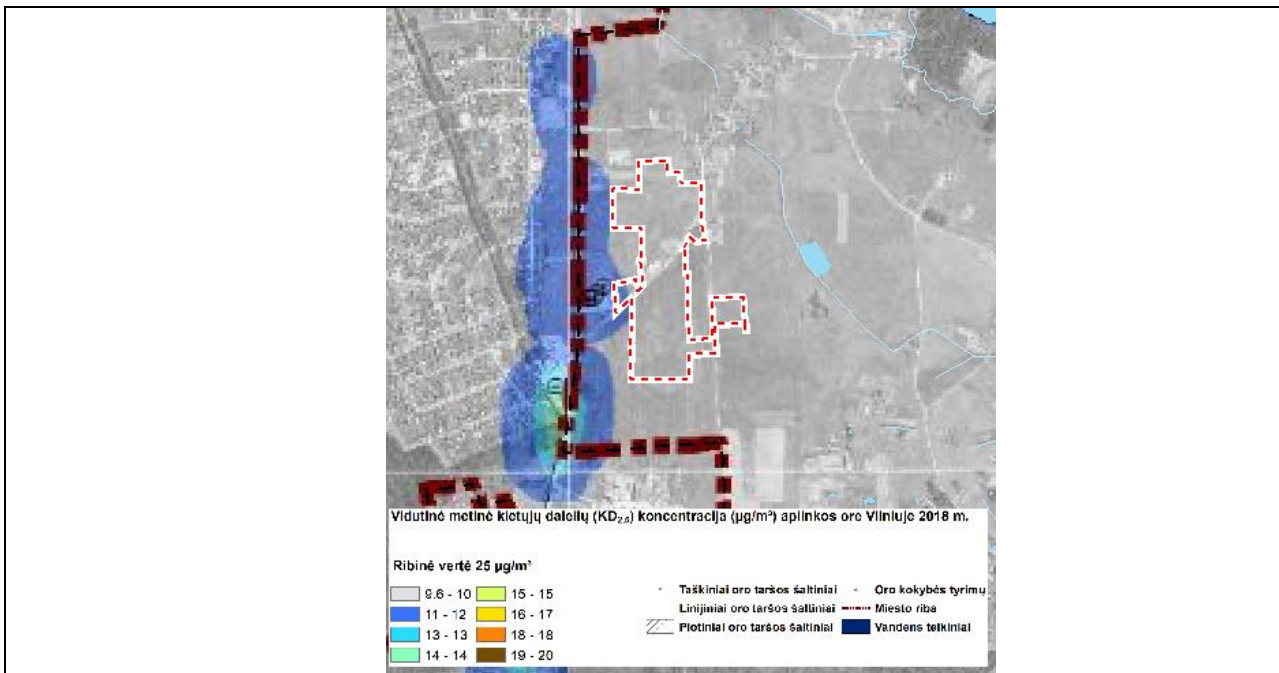 Vidutinė metinė kietųjų dalelių (KD2,5) koncentracija (µg/m³) aplinkos ore Vilniuje 2018 m.
Ribinė vertė 25 µg/m³
9.6 - 10
11 - 12
13 - 13
14 - 14
15 - 15
16 - 17
18 - 18
19 - 20
Taškiniai oro taršos šaltiniai
Linijiniai oro taršos šaltiniai
Plotiniai oro taršos šaltiniai
Oro kokybės tyrimų
Miesto riba
Vandens telkiniai